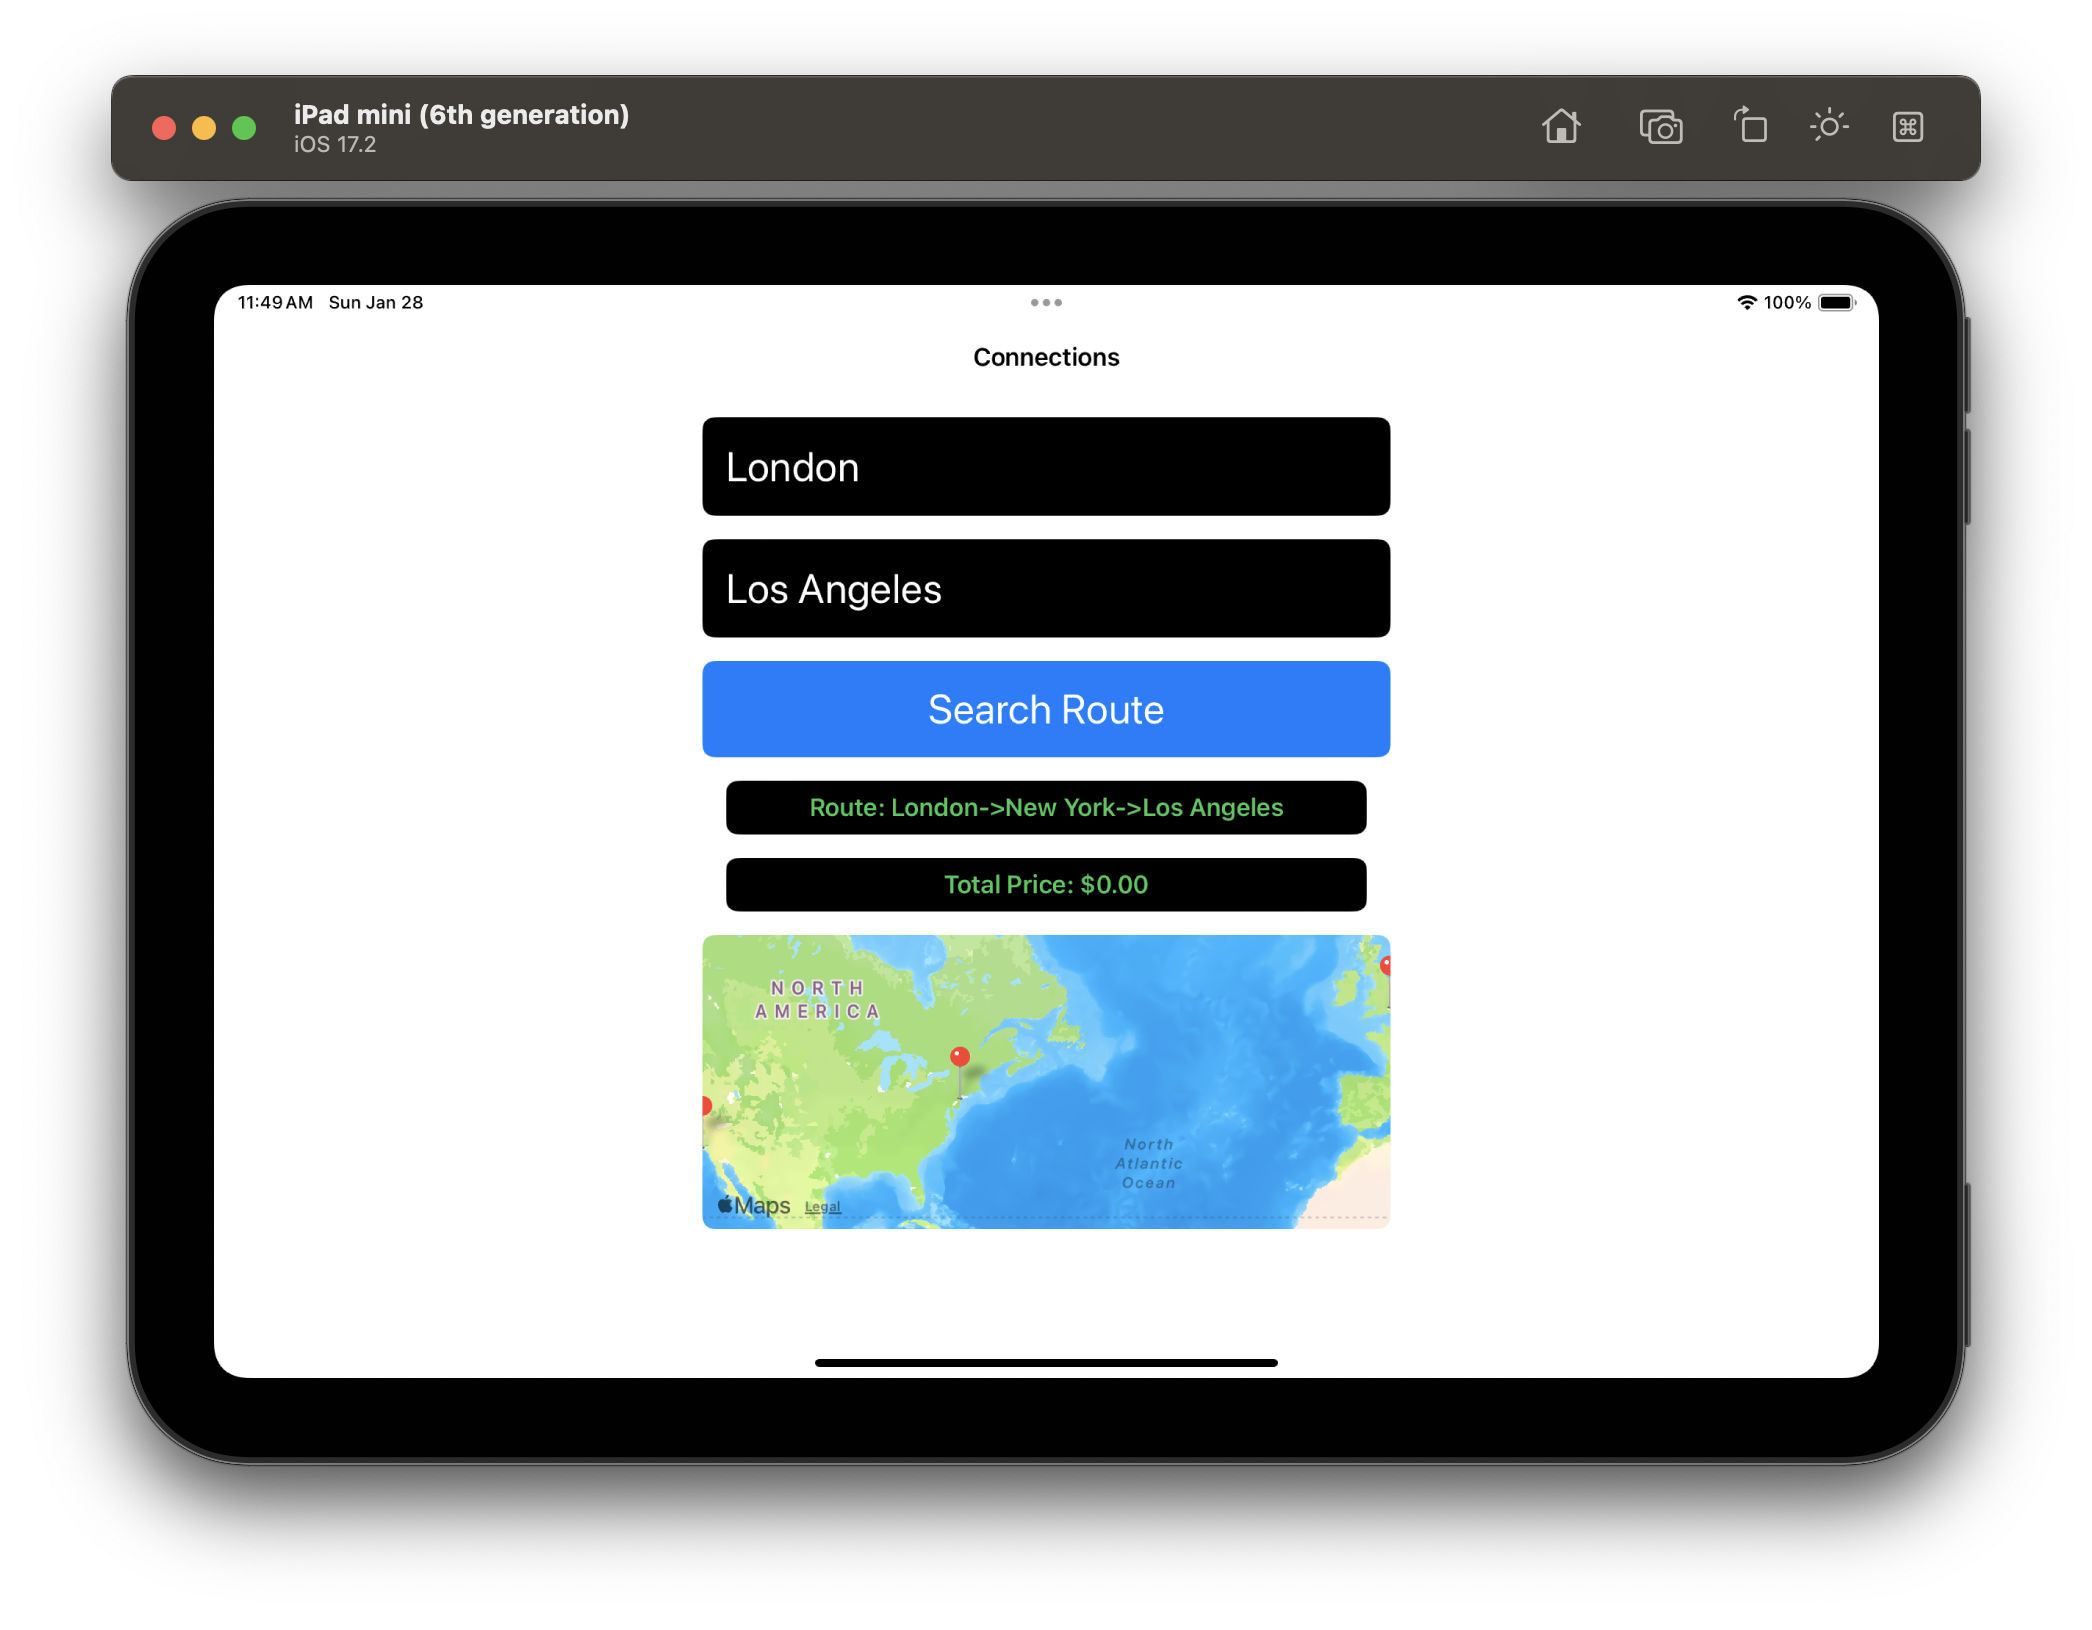 iPad mini (6th generation)
iOS 17.2
11:49 AM Sun Jan 28
100%
Connections
London
Los Angeles
Search Route
Route: London->New York->Los Angeles
Total Price: $0.00
NORTH
AMERICA
North
Atlantic
Ocean
Maps Legal